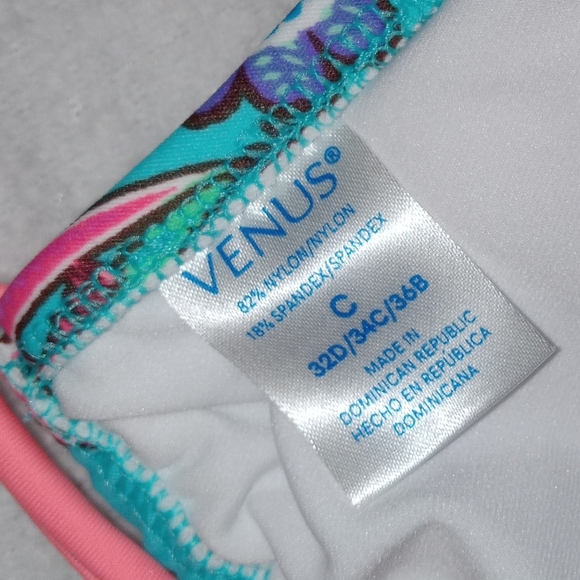 VENUS®
82% NYLON/NYLON
18% SPANDEX/SPANDEX
C
32D/34C/36B
MADE IN
DOMINICAN REPUBLIC
HECHO EN REPÚBLICA
DOMINICANA